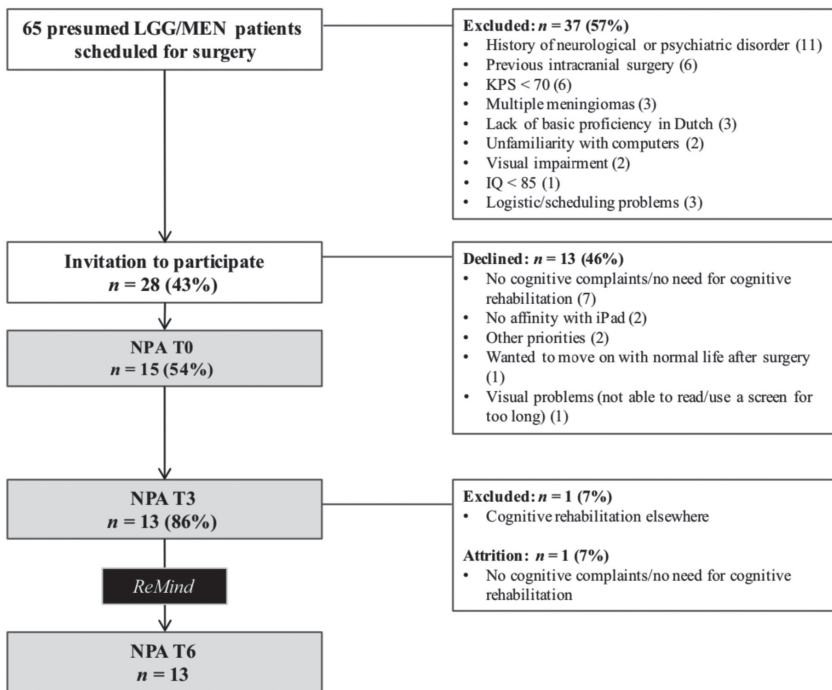 65 presumed LGG/MEN patients
scheduled for surgery
Excluded: n = 37 (57%)
• History of neurological or psychiatric disorder (11)
• Previous intracranial surgery (6)
• KPS < 70 (6)
• Multiple meningiomas (3)
• Lack of basic proficiency in Dutch (3)
• Unfamiliarity with computers (2)
• Visual impairment (2)
• IQ < 85 (1)
• Logistic/scheduling problems (3)
Invitation to participate
n = 28 (43%)
Declined: n = 13 (46%)
• No cognitive complaints/no need for cognitive
rehabilitation (7)
• No affinity with iPad (2)
• Other priorities (2)
• Wanted to move on with normal life after surgery
(1)
• Visual problems (not able to read/use a screen for
too long) (1)
NPA T0
n = 15 (54%)
NPA T3
n = 13 (86%)
Excluded: n = 1 (7%)
• Cognitive rehabilitation elsewhere
Attrition: n = 1 (7%)
• No cognitive complaints/no need for cognitive
rehabilitation
ReMind
NPA T6
n = 13